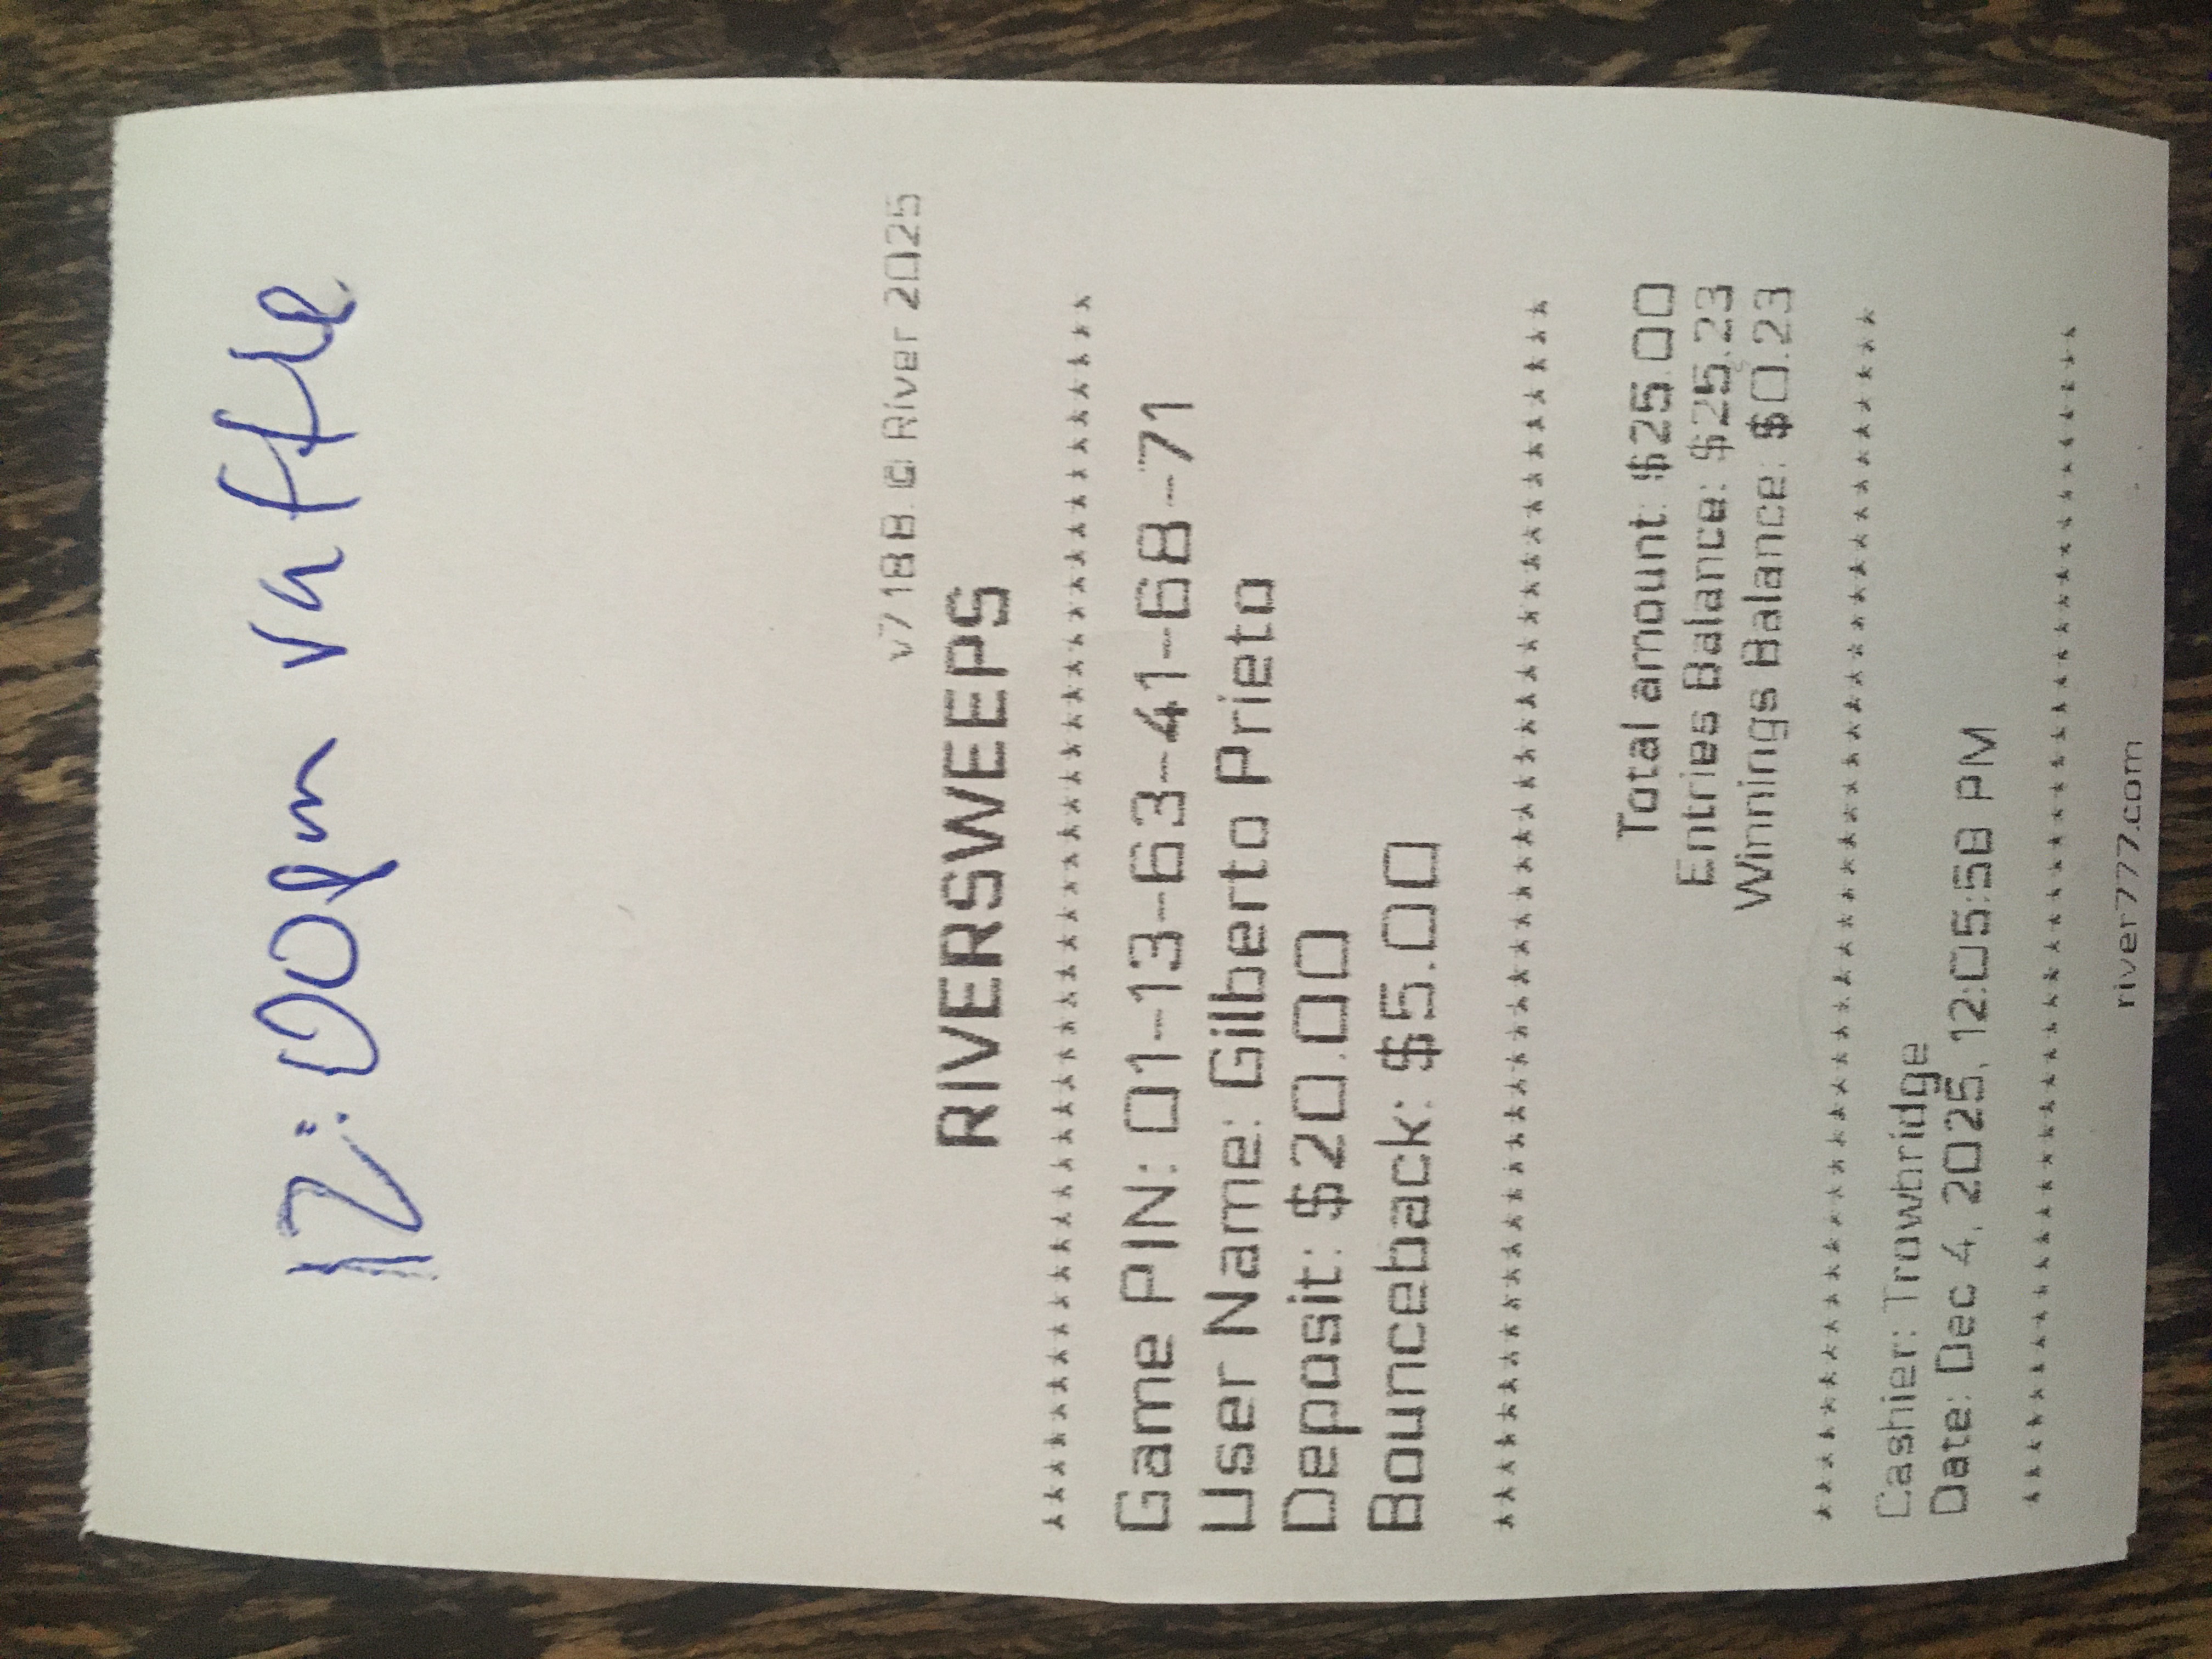 12:00pm raffle
v718B. © River 2025
RIVERSWEEPS
****************************************
Game PIN: 01-13-63-41-68-71
User Name: Gilberto Prieto
Deposit: $20.00
Bounceback: $5.00
****************************************
Total amount: $25.00
Entries Balance: $25.23
Winnings Balance: $0.23
****************************************
Cashier: Trowbridge
Date: Dec 4, 2025, 12:05:58 PM
****************************************
river777.com